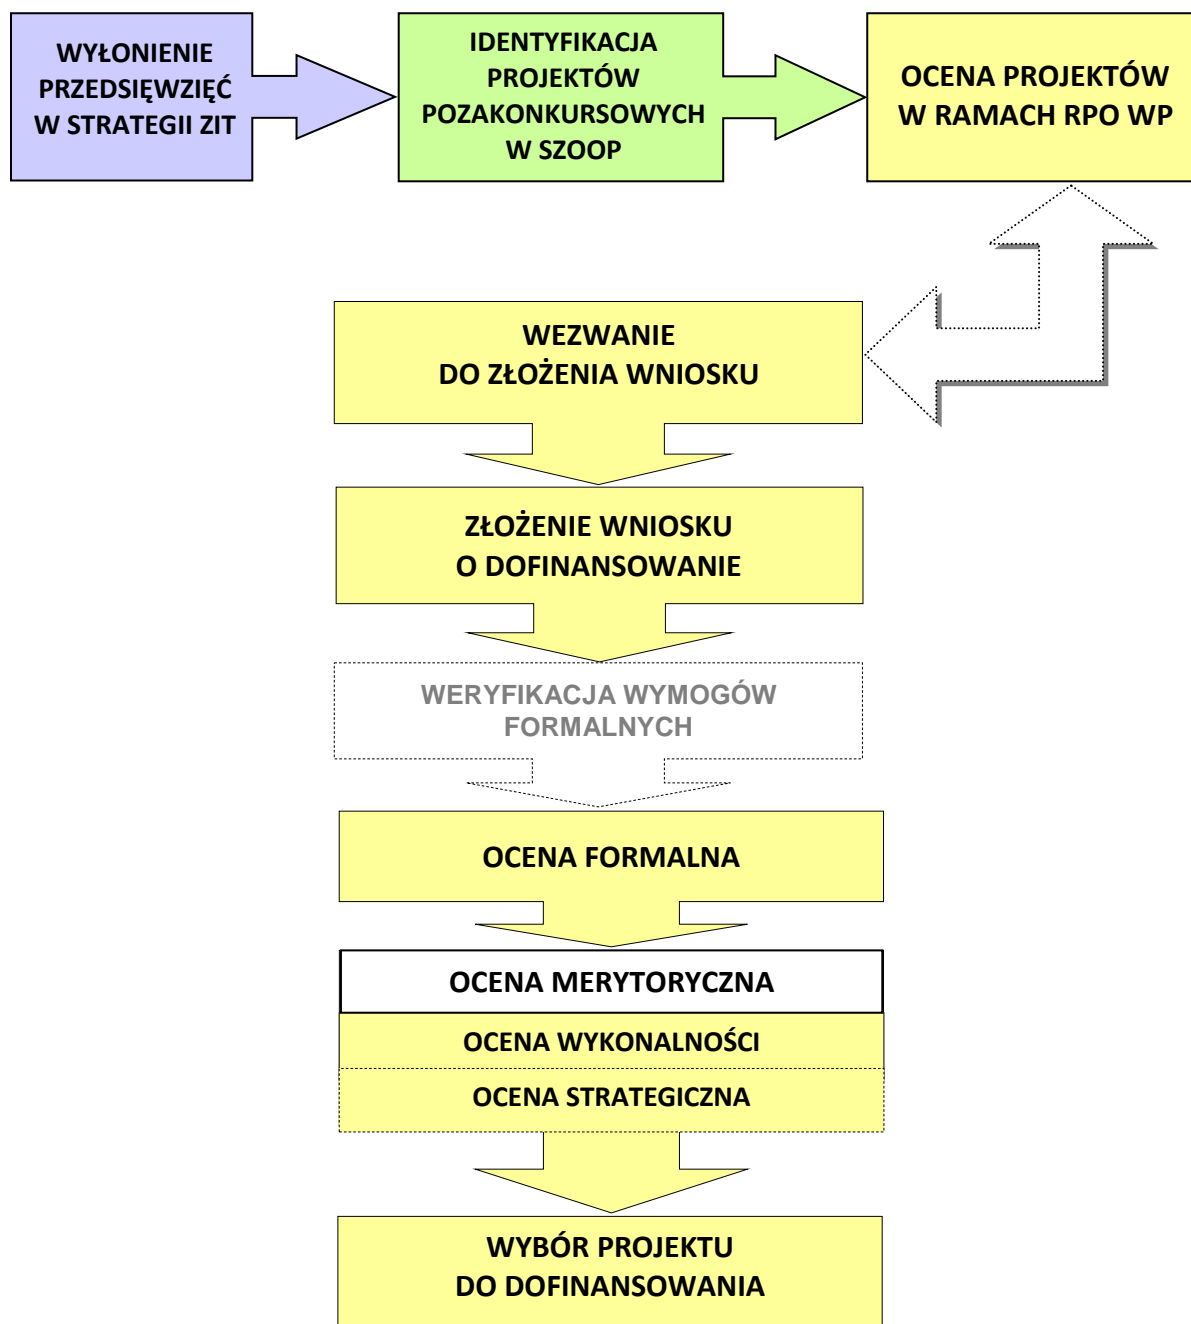 WYŁONIENIE
PRZEDSIĘWZIĘĆ
W STRATEGII ZIT
IDENTYFIKACJA
PROJEKTÓW
POZAKONKURSOWYCH
W SZOOP
OCENA PROJEKTÓW
W RAMACH RPO WP
WEZWANIE
DO ZŁOŻENIA WNIOSKU
ZŁOŻENIE WNIOSKU
O DOFINANSOWANIE
WERYFIKACJA WYMOGÓW
FORMALNYCH
OCENA FORMALNA
OCENA MERYTORYCZNA
OCENA WYKONALNOŚCI
OCENA STRATEGICZNA
WYBÓR PROJEKTU
DO DOFINANSOWANIA